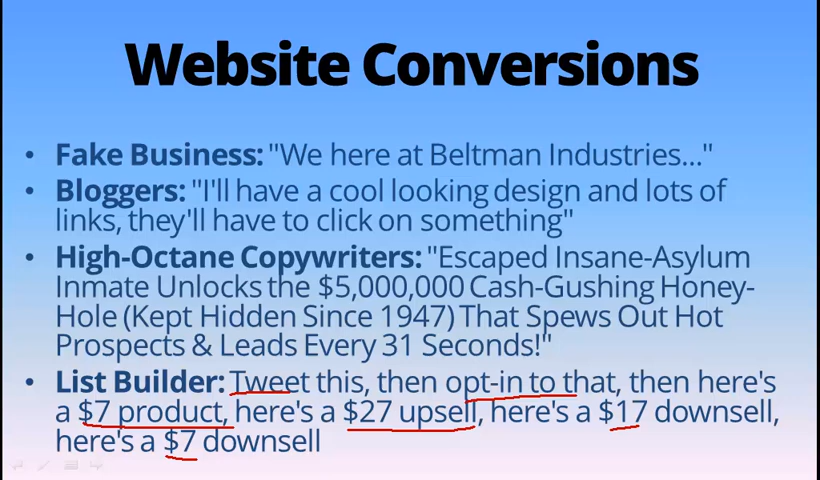 Website Conversions
• Fake Business: "We here at Beltman Industries..."
• Bloggers: "I'll have a cool looking design and lots of
links, they'll have to click on something"
• High-Octane Copywriters: "Escaped Insane-Asylum
Inmate Unlocks the $5,000,000 Cash-Gushing Honey-
Hole (Kept Hidden Since 1947) That Spews Out Hot
Prospects & Leads Every 31 Seconds!"
• List Builder: Tweet this, then opt-in to that, then here's
a $7 product, here's a $27 upsell, here's a $17 downsell,
here's a $7 downsell